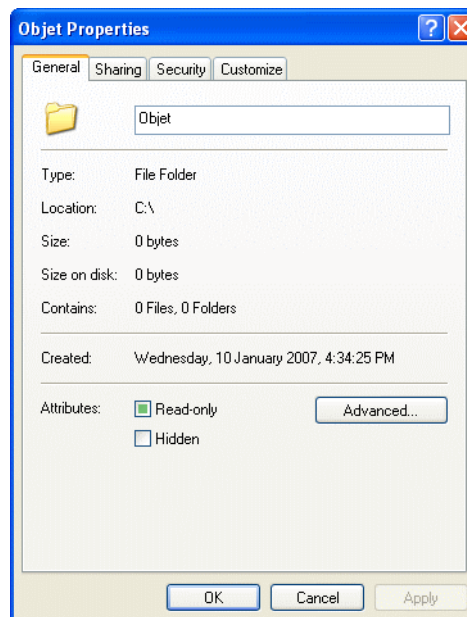 Objet Properties
General Sharing Security Customize
Objet
Type: File Folder
Location: C:\
Size: 0 bytes
Size on disk: 0 bytes
Contains: 0 Files, 0 Folders
Created: Wednesday, 10 January 2007, 4:34:25 PM
Attributes: Read-only Advanced...
Hidden
OK Cancel Apply